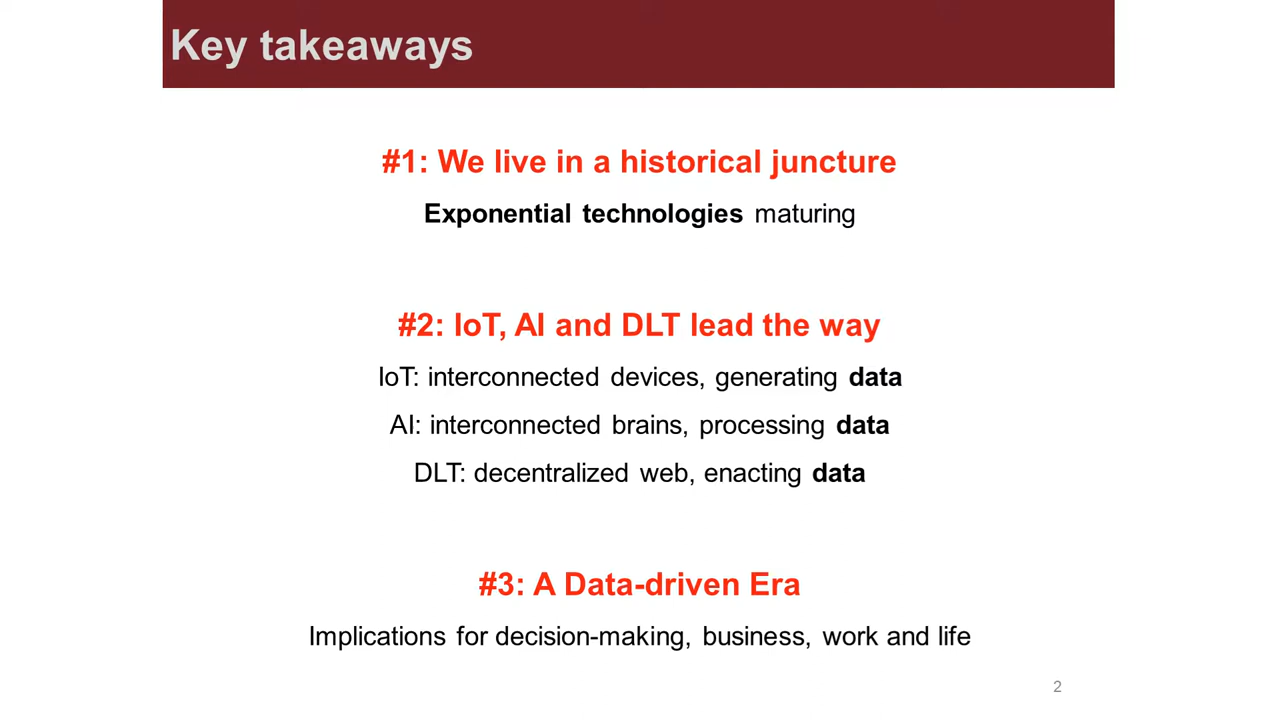 Key takeaways
#1: We live in a historical juncture
Exponential technologies maturing
#2: IoT, AI and DLT lead the way
IoT: interconnected devices, generating data
AI: interconnected brains, processing data
DLT: decentralized web, enacting data
#3: A Data-driven Era
Implications for decision-making, business, work and life
2